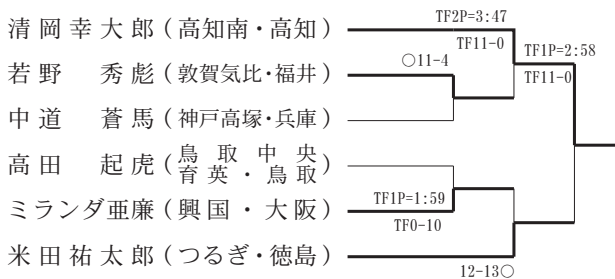 清岡幸大郎（高知南・高知）
TF2P=3:47
TF11-0
TF1P=2:58
TF11-0
若野 秀彪（敦賀気比・福井）
○11-4
中道 蒼馬（神戸高塚・兵庫）
高田 起虎（鳥取中央育英・鳥取）
ミランダ亜廉（興国・大阪）
TF1P=1:59
TF0-10
米田祐太郎（つるぎ・徳島）
12-13○